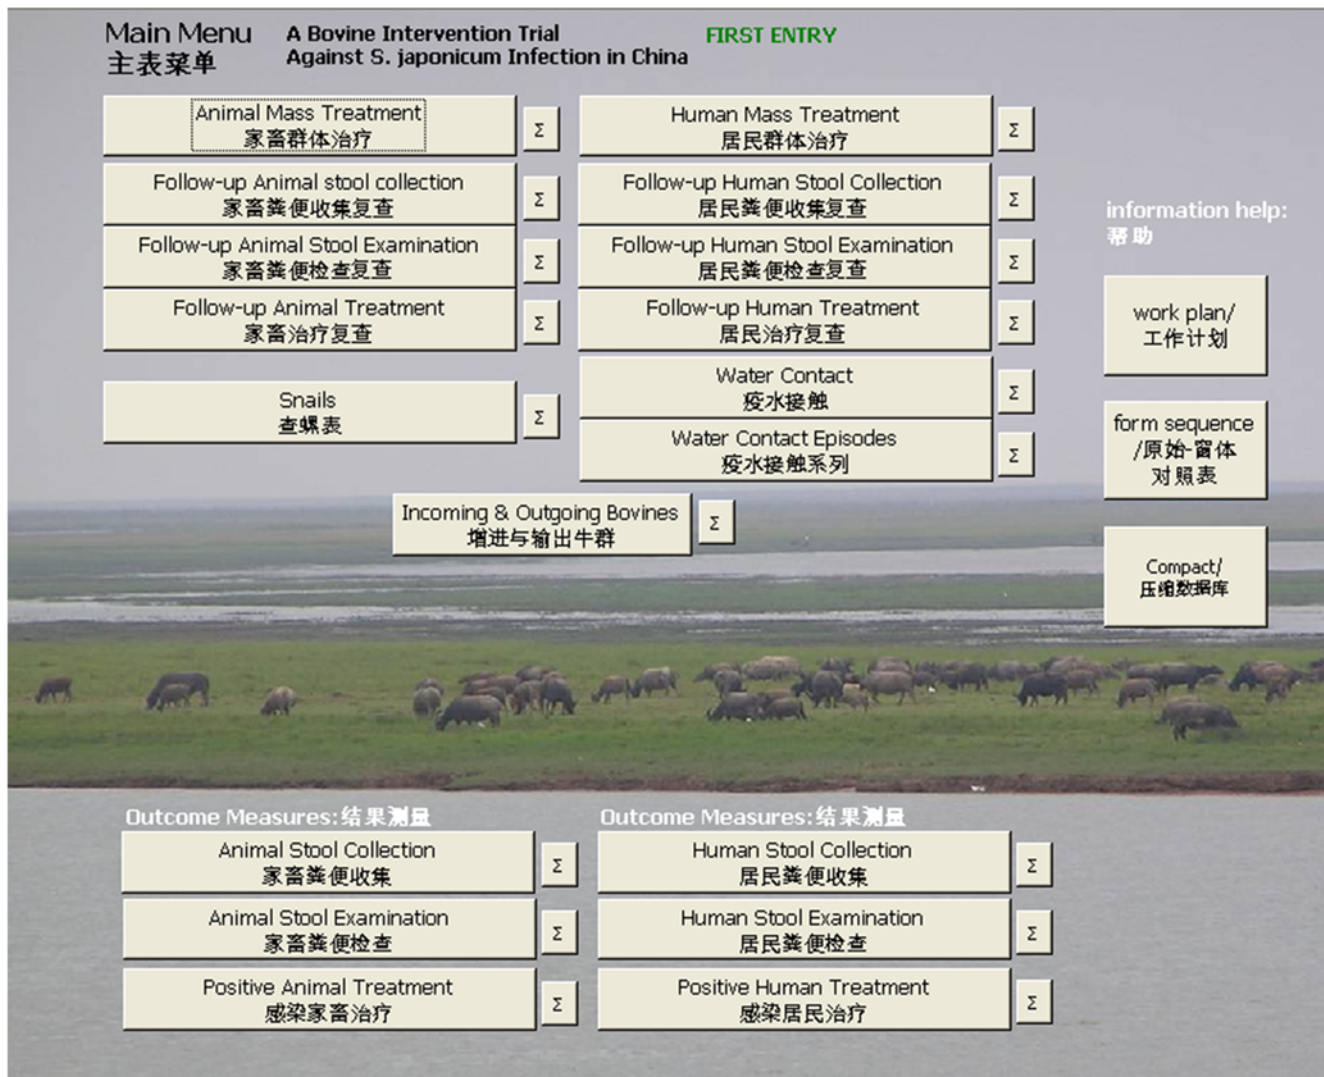 Main Menu
主表菜单
A Bovine Intervention Trial
Against S. japonicum Infection in China
FIRST ENTRY
Animal Mass Treatment
家畜群体治疗
Σ
Human Mass Treatment
居民群体治疗
Σ
Follow-up Animal stool collection
家畜粪便收集复查
Σ
Follow-up Human Stool Collection
居民粪便收集复查
Σ
Follow-up Animal Stool Examination
家畜粪便检查复查
Σ
Follow-up Human Stool Examination
居民粪便检查复查
Σ
Follow-up Animal Treatment
家畜治疗复查
Σ
Follow-up Human Treatment
居民治疗复查
Σ
Snails
查螺表
Σ
Water Contact
疫水接触
Σ
Water Contact Episodes
疫水接触系列
Σ
Incoming & Outgoing Bovines
增进与输出牛群
Σ
information help:
帮助
work plan/
工作计划
form sequence
/原始-窗体
对照表
Compact/
压缩数据库
Outcome Measures:结果测量
Animal Stool Collection
家畜粪便收集
Σ
Animal Stool Examination
家畜粪便检查
Σ
Positive Animal Treatment
感染家畜治疗
Σ
Outcome Measures:结果测量
Human Stool Collection
居民粪便收集
Σ
Human Stool Examination
居民粪便检查
Σ
Positive Human Treatment
感染居民治疗
Σ